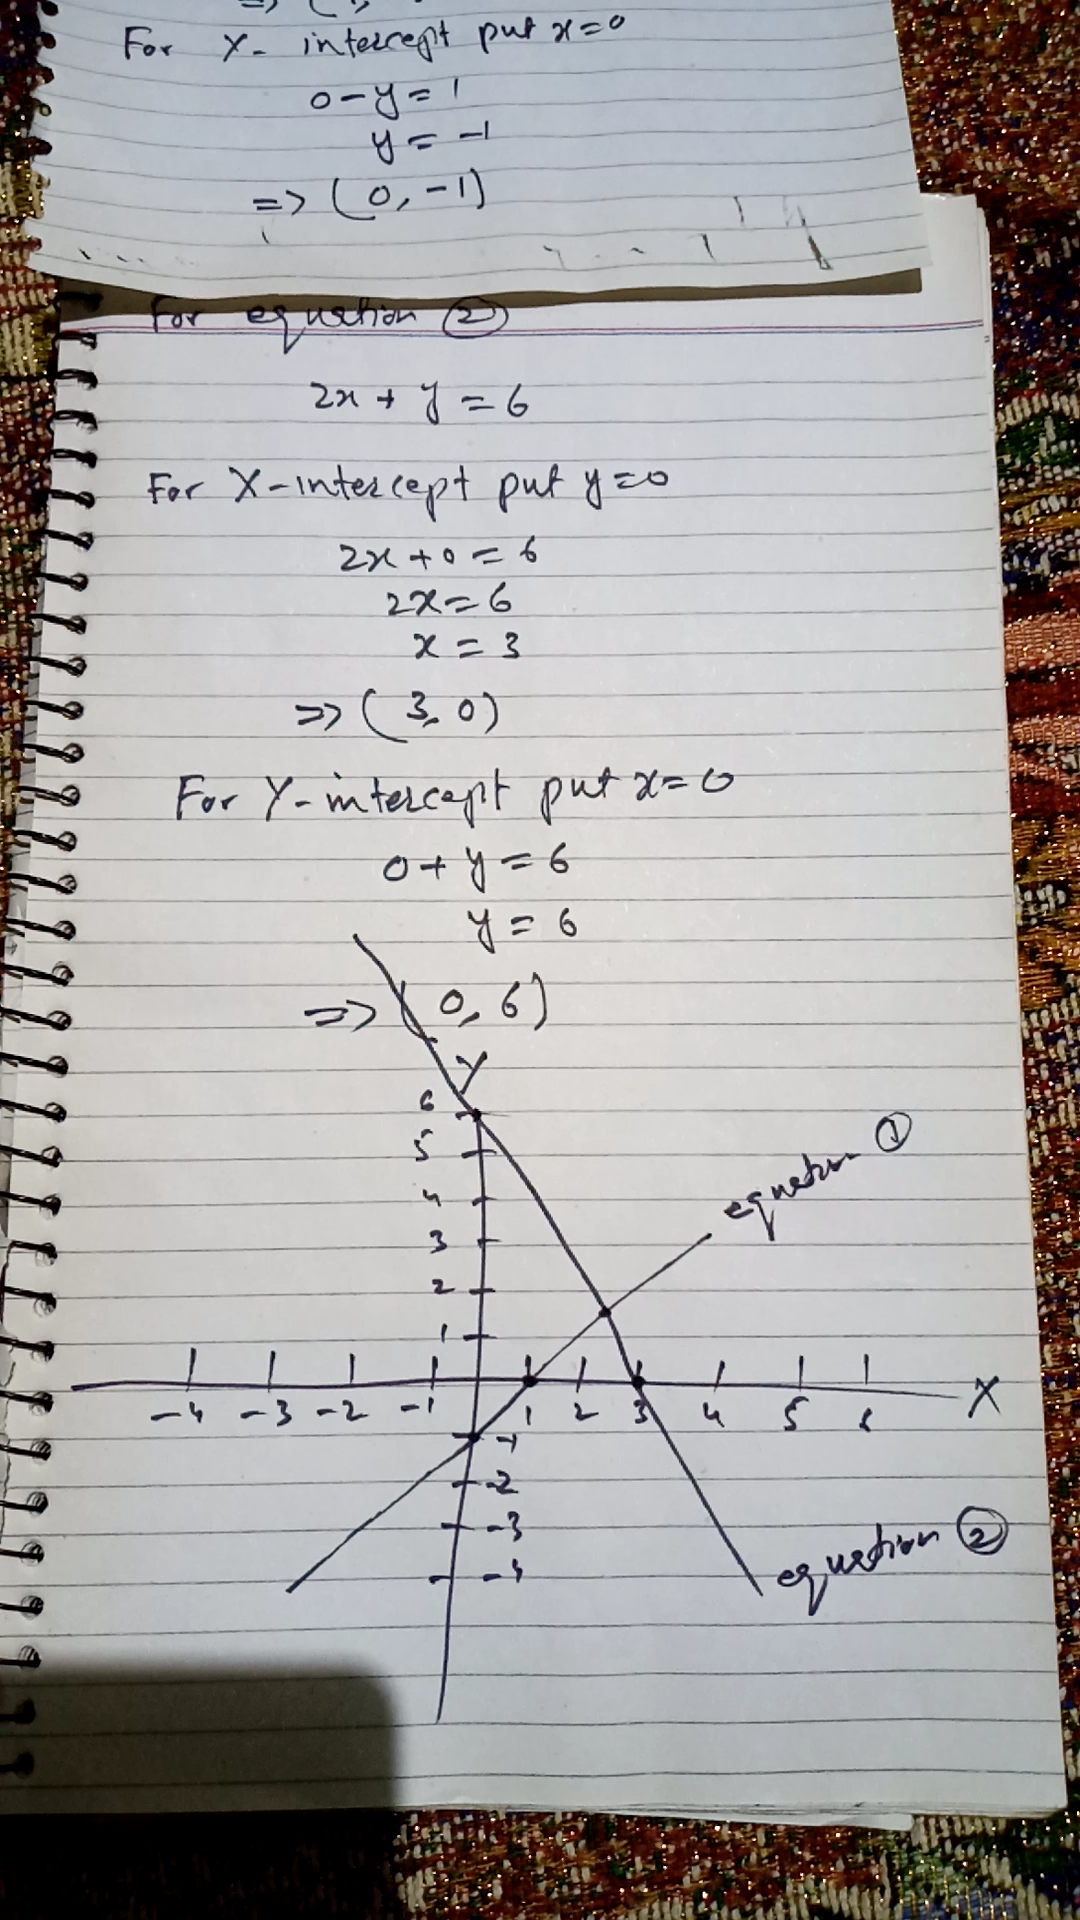 For Y- intercept put x=0
0-y=1
y=-1
=> (0,-1)
For equation ②
2x+y=6
For X-intercept put y=0
2x+0=6
2x=6
x=3
=> (3,0)
For Y-intercept put x=0
0+y=6
y=6
=> (0,6)
Y
6
5
equation ①
4
3
2
1
X
-4 -3 -2 -1 1 2 3 4 5 6
-1
-2
-3
equation ②